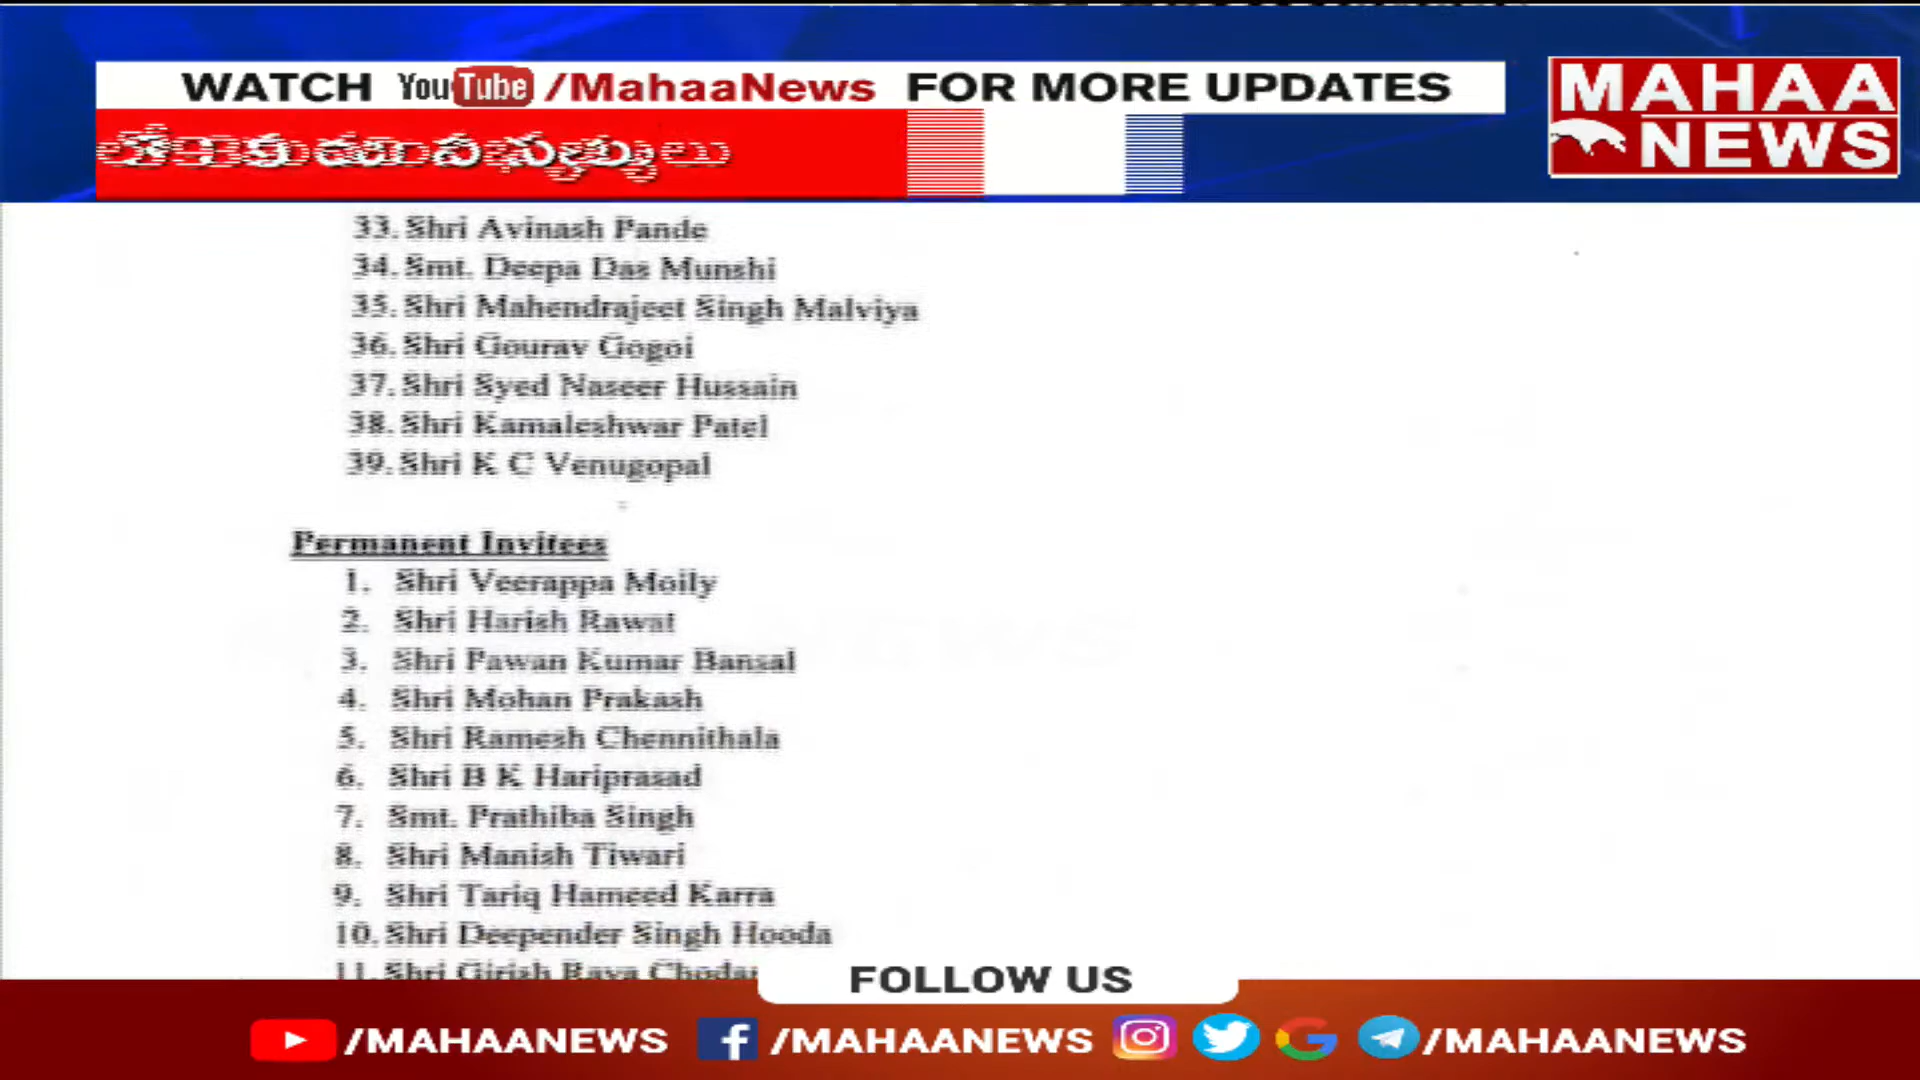 WATCH YouTube /MahaaNews FOR MORE UPDATES
MAHAA
NEWS
33. Shri Avinash Pande
34. Smt. Deepa Das Munshi
35. Shri Mahendrajeet Singh Malviya
36. Shri Gourav Gogoi
37. Shri Syed Naseer Hussain
38. Shri Kamaleshwar Patel
39. Shri K C Venugopal
Permanent Invitees
1. Shri Veerappa Moily
2. Shri Harish Rawat
3. Shri Pawan Kumar Bansal
4. Shri Mohan Prakash
5. Shri Ramesh Chennithala
6. Shri B K Hariprasad
7. Smt. Prathiba Singh
8. Shri Manish Tiwari
9. Shri Tariq Hameed Karra
10. Shri Deepender Singh Hooda
11. Shri Girish Raya
FOLLOW US
/MAHAANEWS /MAHAANEWS /MAHAANEWS